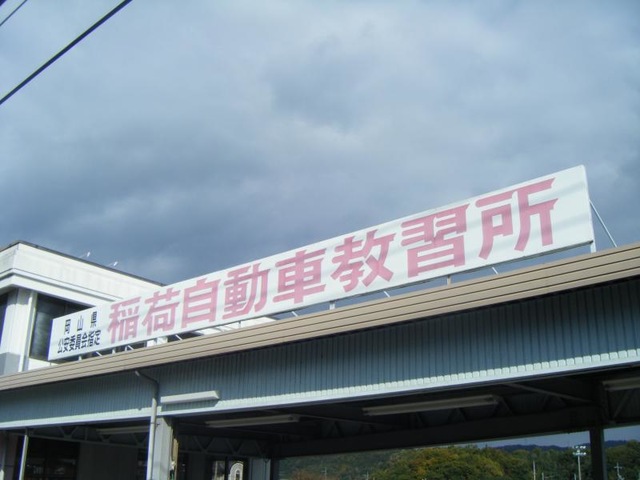 岡山県
公安委員会指定
稲荷自動車教習所